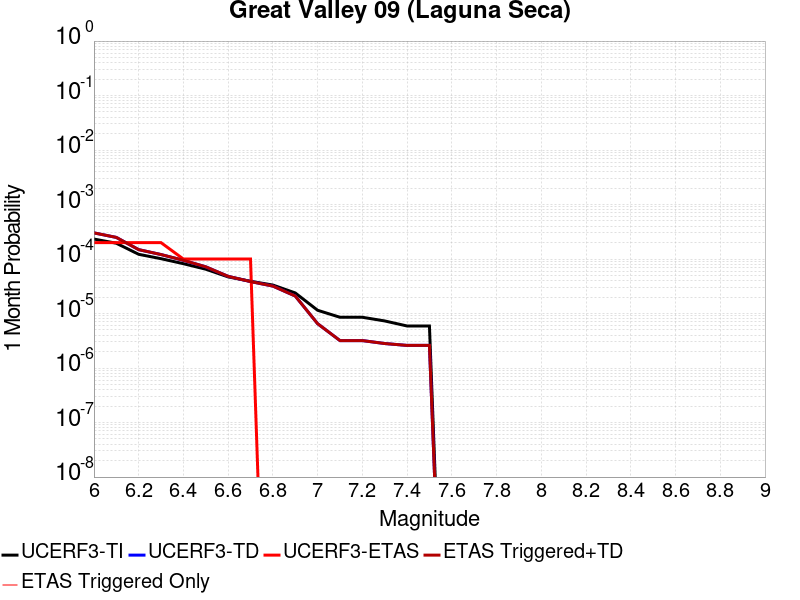 Great Valley 09 (Laguna Seca)
10^0
10^-1
10^-2
10^-3
10^-4
10^-5
10^-6
10^-7
10^-8
1 Month Probability
6 6.2 6.4 6.6 6.8 7 7.2 7.4 7.6 7.8 8 8.2 8.4 8.6 8.8 9
Magnitude
UCERF3-TI UCERF3-TD UCERF3-ETAS ETAS Triggered+TD
ETAS Triggered Only